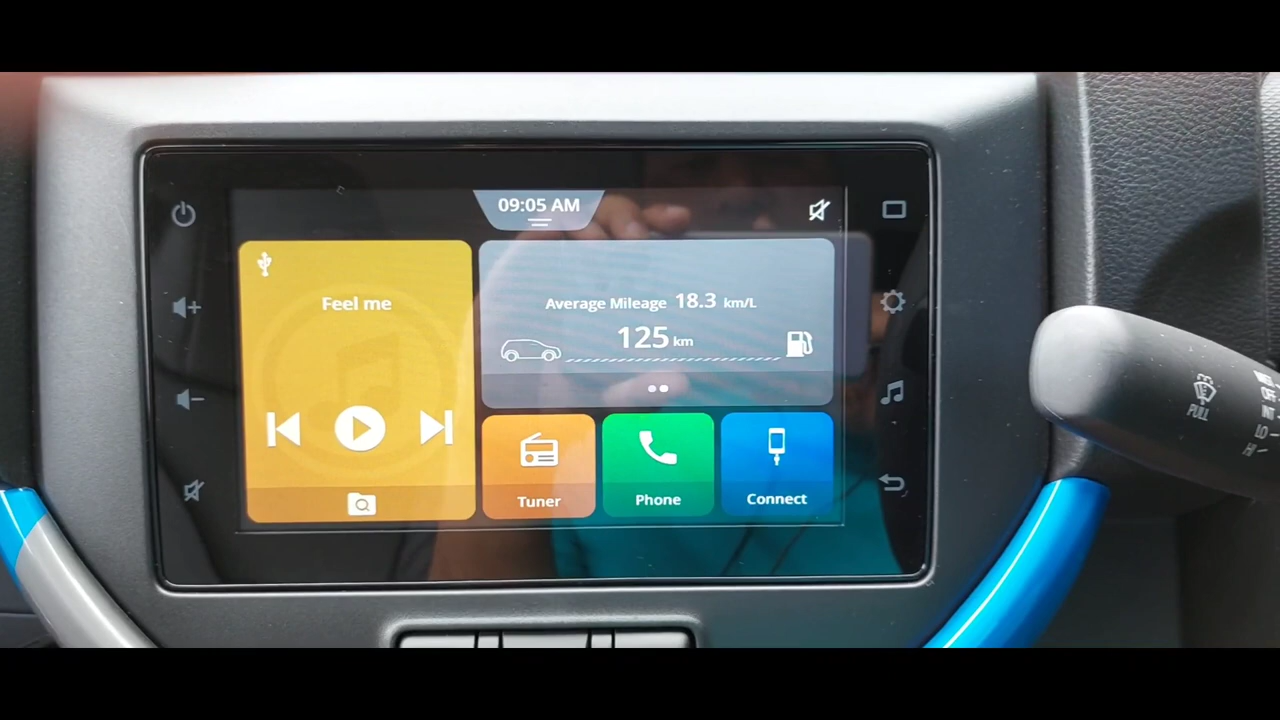 09:05 AM
Feel me
Average Mileage 18.3 km/L
125 km
Tuner
Phone
Connect
PULL